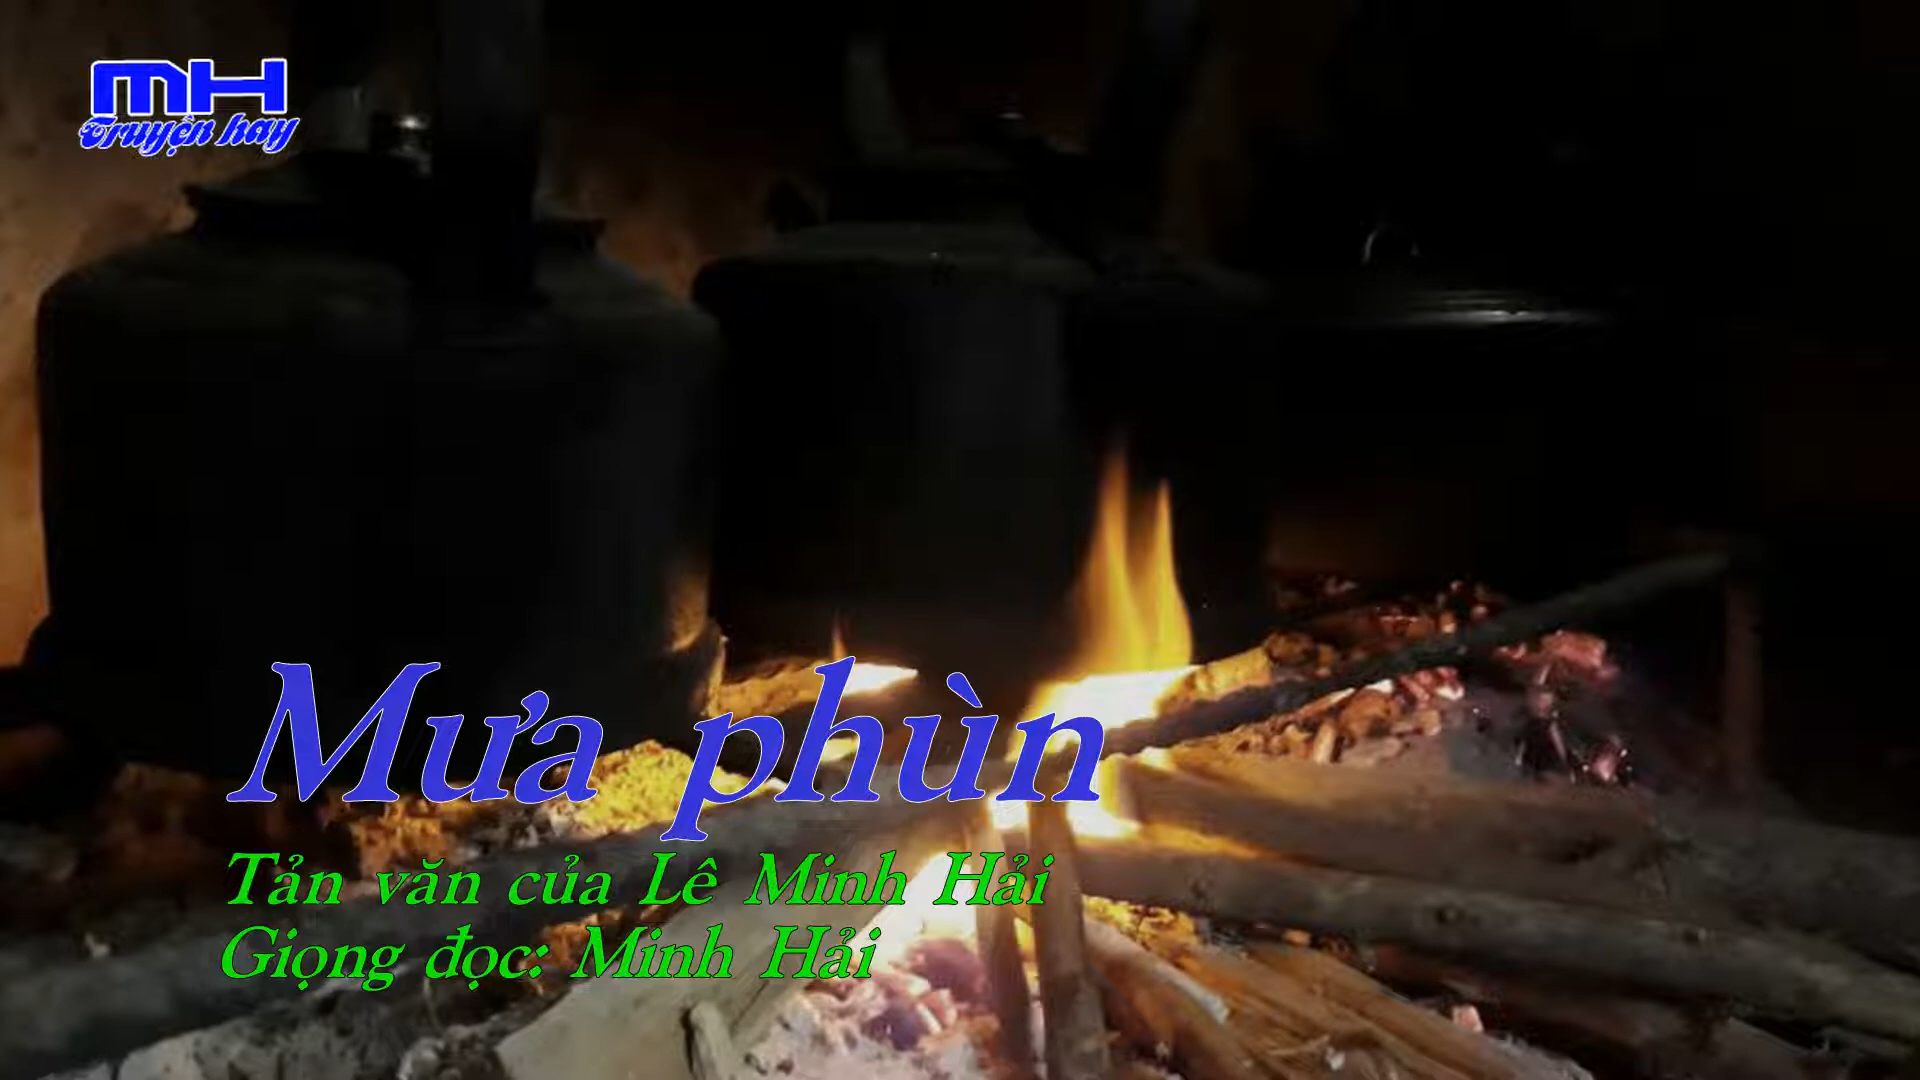 MH
Truyện hay
Mưa phùn
Tản văn của Lê Minh Hải
Giọng đọc: Minh Hải